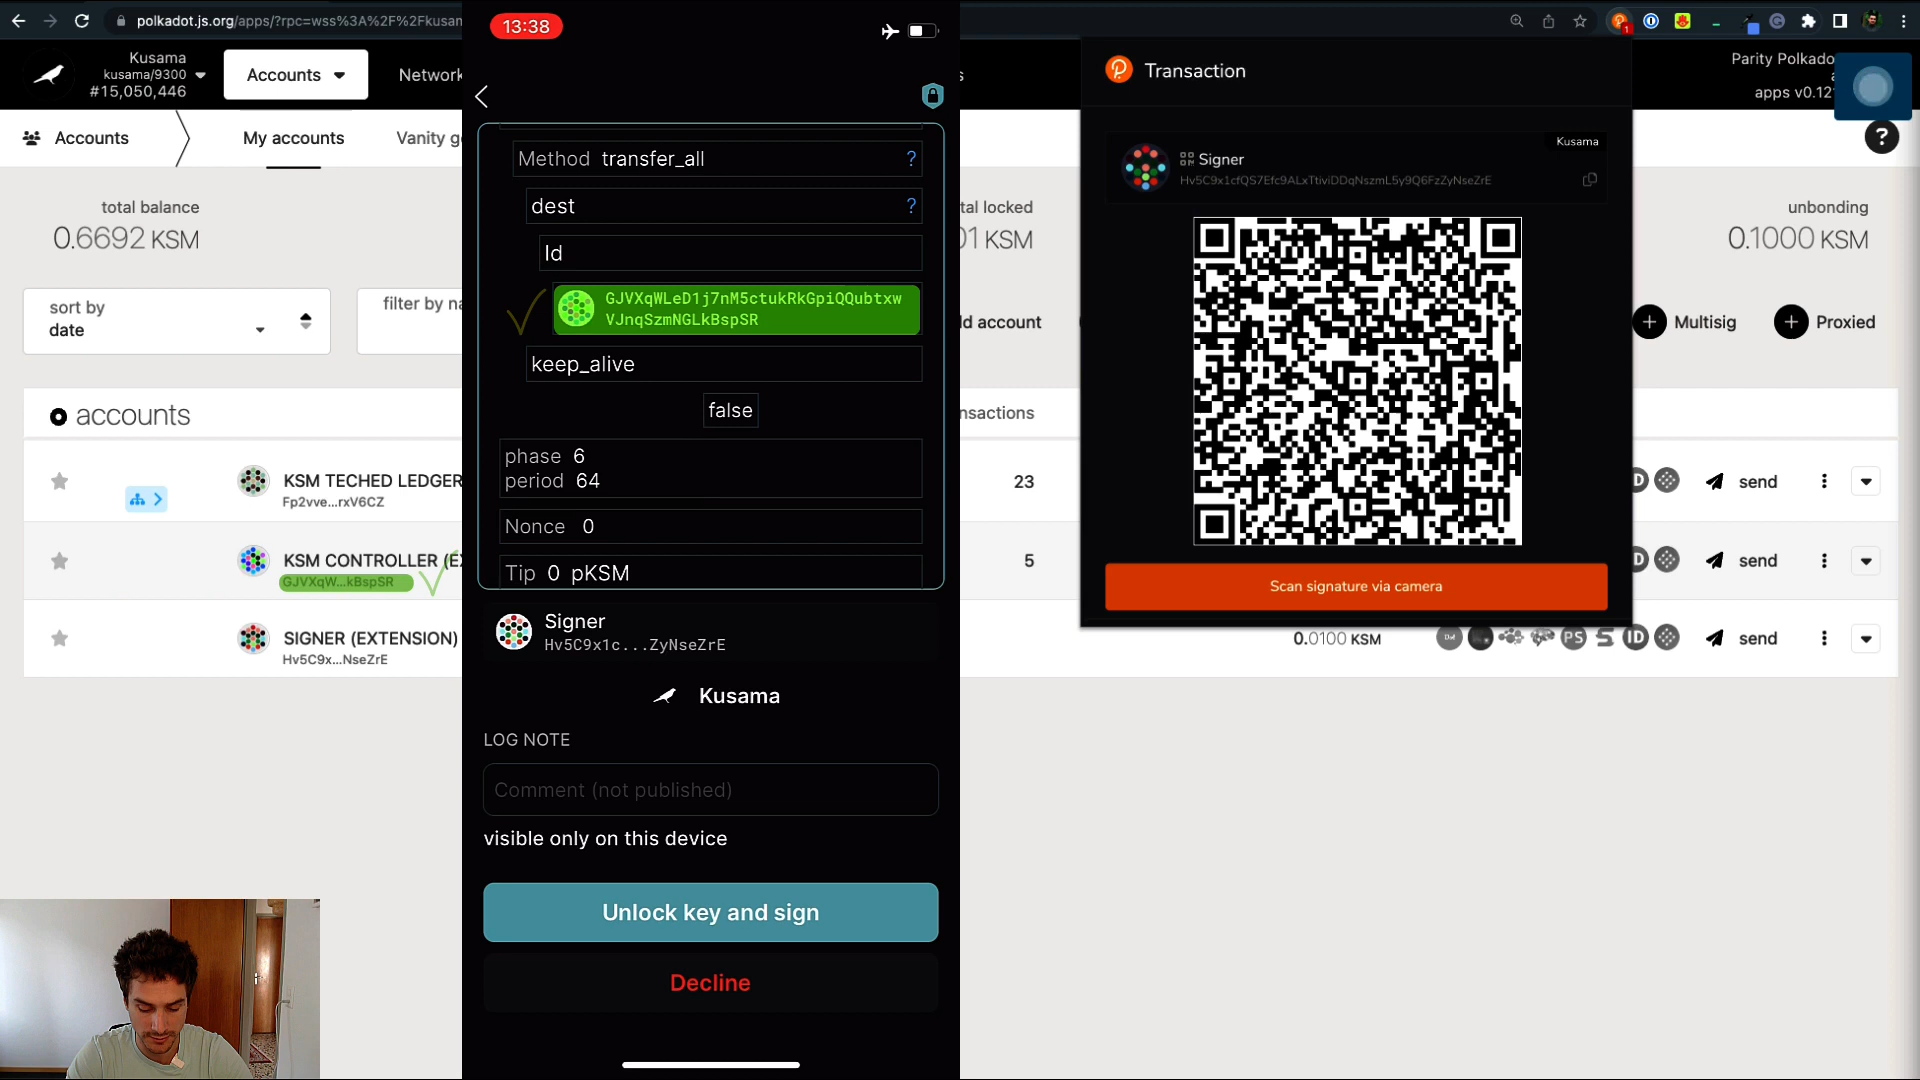 polkadot.js.org/apps/?rpc=wss%3A%2F%2Fkusam
Kusama
kusama/9300
#15,050,446
Accounts
Network
Parity Polkado
apps v0.12
Accounts
My accounts
Vanity g
?
total balance
0.6692 KSM
tal locked
01 KSM
unbonding
0.1000 KSM
sort by
date
filter by na
dd account
Multisig
Proxied
accounts
nsactions
KSM TECHED LEDGER
Fp2vve...rxV6CZ
23
send
KSM CONTROLLER (EX
GJVXqW...kBspSR
5
send
SIGNER (EXTENSION)
Hv5C9x...NseZrE
0.0100 KSM
PS
ID
send
13:38
Method transfer_all ?
dest ?
Id
GJVXqWLeD1j7nM5ctukRkGpiQQubtxw
VJnqSzmNGLkBspSR
keep_alive
false
phase 6
period 64
Nonce 0
Tip 0 pKSM
Signer
Hv5C9x1c...ZyNseZrE
Kusama
LOG NOTE
Comment (not published)
visible only on this device
Unlock key and sign
Decline
Transaction
Kusama
Signer
Hv5C9x1cfQS7Efc9ALxTtiviDDqNszmL5y9Q6FzZyNseZrE
Scan signature via camera